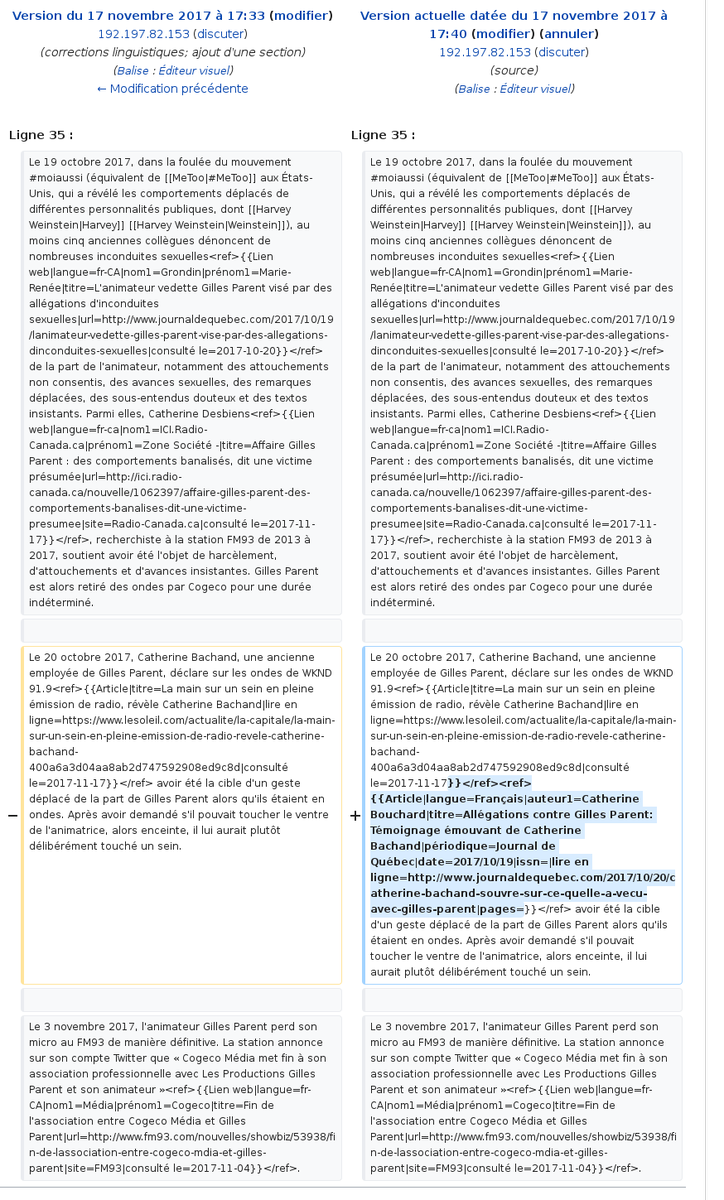 Version du 17 novembre 2017 à 17:33 (modifier)
192.197.82.153 (discuter)
(corrections linguistiques; ajout d'une section)
(Balise : Éditeur visuel)
← Modification précédente
Version actuelle datée du 17 novembre 2017 à
17:40 (modifier) (annuler)
192.197.82.153 (discuter)
(source)
(Balise : Éditeur visuel)
Ligne 35 :
Ligne 35 :
Le 19 octobre 2017, dans la foulée du mouvement
#moiaussi (équivalent de [[MeToo|#MeToo]] aux États-
Unis, qui a révélé les comportements déplacés de
différentes personnalités publiques, dont [[Harvey
Weinstein|Harvey]] [[Harvey Weinstein|Weinstein]]), au
moins cinq anciennes collègues dénoncent de
nombreuses inconduites sexuelles<ref>{{Lien
web|langue=fr-CA|nom1=Grondin|prénom1=Marie-
Renée|titre=L'animateur vedette Gilles Parent visé par des
allégations d'inconduites
sexuelles|url=http://www.journaldequebec.com/2017/10/19
/lanimateur-vedette-gilles-parent-vise-par-des-allegations-
dinconduites-sexuelles|consulté le=2017-10-20}}</ref>
de la part de l'animateur, notamment des attouchements
non consentis, des avances sexuelles, des remarques
déplacées, des sous-entendus douteux et des textos
insistants. Parmi elles, Catherine Desbiens<ref>{{Lien
web|langue=fr-ca|nom1=ICI.Radio-
Canada.ca|prénom1=Zone Société -|titre=Affaire Gilles
Parent : des comportements banalisés, dit une victime
présumée|url=http://ici.radio-
canada.ca/nouvelle/1062397/affaire-gilles-parent-des-
comportements-banalises-dit-une-victime-
presumee|site=Radio-Canada.ca|consulté le=2017-11-
17}}</ref>, recherchiste à la station FM93 de 2013 à
2017, soutient avoir été l'objet de harcèlement,
d'attouchements et d'avances insistantes. Gilles Parent
est alors retiré des ondes par Cogeco pour une durée
indéterminé.
Le 19 octobre 2017, dans la foulée du mouvement
#moiaussi (équivalent de [[MeToo|#MeToo]] aux États-
Unis, qui a révélé les comportements déplacés de
différentes personnalités publiques, dont [[Harvey
Weinstein|Harvey]] [[Harvey Weinstein|Weinstein]]), au
moins cinq anciennes collègues dénoncent de
nombreuses inconduites sexuelles<ref>{{Lien
web|langue=fr-CA|nom1=Grondin|prénom1=Marie-
Renée|titre=L'animateur vedette Gilles Parent visé par des
allégations d'inconduites
sexuelles|url=http://www.journaldequebec.com/2017/10/19
/lanimateur-vedette-gilles-parent-vise-par-des-allegations-
dinconduites-sexuelles|consulté le=2017-10-20}}</ref>
de la part de l'animateur, notamment des attouchements
non consentis, des avances sexuelles, des remarques
déplacées, des sous-entendus douteux et des textos
insistants. Parmi elles, Catherine Desbiens<ref>{{Lien
web|langue=fr-ca|nom1=ICI.Radio-
Canada.ca|prénom1=Zone Société -|titre=Affaire Gilles
Parent : des comportements banalisés, dit une victime
présumée|url=http://ici.radio-
canada.ca/nouvelle/1062397/affaire-gilles-parent-des-
comportements-banalises-dit-une-victime-
presumee|site=Radio-Canada.ca|consulté le=2017-11-
17}}</ref>, recherchiste à la station FM93 de 2013 à
2017, soutient avoir été l'objet de harcèlement,
d'attouchements et d'avances insistantes. Gilles Parent
est alors retiré des ondes par Cogeco pour une durée
indéterminé.
−
Le 20 octobre 2017, Catherine Bachand, une ancienne
employée de Gilles Parent, déclare sur les ondes de WKND
91.9<ref>{{Article|titre=La main sur un sein en pleine
émission de radio, révèle Catherine Bachand|lire en
ligne=https://www.lesoleil.com/actualite/la-capitale/la-main-
sur-un-sein-en-pleine-emission-de-radio-revele-catherine-
bachand-
400a6a3d04aa8ab2d747592908ed9c8d|consulté
le=2017-11-17}}</ref> avoir été la cible d'un geste
déplacé de la part de Gilles Parent alors qu'ils étaient en
ondes. Après avoir demandé s'il pouvait toucher le ventre
de l'animatrice, alors enceinte, il lui aurait plutôt
délibérément touché un sein.
+
Le 20 octobre 2017, Catherine Bachand, une ancienne
employée de Gilles Parent, déclare sur les ondes de WKND
91.9<ref>{{Article|titre=La main sur un sein en pleine
émission de radio, révèle Catherine Bachand|lire en
ligne=https://www.lesoleil.com/actualite/la-capitale/la-main-
sur-un-sein-en-pleine-emission-de-radio-revele-catherine-
bachand-
400a6a3d04aa8ab2d747592908ed9c8d|consulté
le=2017-11-17}}</ref><ref>
{{Article|langue=Français|auteur1=Catherine
Bouchard|titre=Allégations contre Gilles Parent:
Témoignage émouvant de Catherine
Bachand|périodique=Journal de
Québec|date=2017/10/19|issn=|lire en
ligne=http://www.journaldequebec.com/2017/10/20/c
atherine-bachand-souvre-sur-ce-quelle-a-vecu-
avec-gilles-parent|pages=}}</ref> avoir été la cible
d'un geste déplacé de la part de Gilles Parent alors qu'ils
étaient en ondes. Après avoir demandé s'il pouvait
toucher le ventre de l'animatrice, alors enceinte, il lui
aurait plutôt délibérément touché un sein.
Le 3 novembre 2017, l'animateur Gilles Parent perd son
micro au FM93 de manière définitive. La station annonce
sur son compte Twitter que « Cogeco Média met fin à son
association professionnelle avec Les Productions Gilles
Parent et son animateur »<ref>{{Lien web|langue=fr-
CA|nom1=Média|prénom1=Cogeco|titre=Fin de
l'association entre Cogeco Média et Gilles
Parent|url=http://www.fm93.com/nouvelles/showbiz/53938/fi
n-de-lassociation-entre-cogeco-mdia-et-gilles-
parent|site=FM93|consulté le=2017-11-04}}</ref>.
Le 3 novembre 2017, l'animateur Gilles Parent perd son
micro au FM93 de manière définitive. La station annonce
sur son compte Twitter que « Cogeco Média met fin à son
association professionnelle avec Les Productions Gilles
Parent et son animateur »<ref>{{Lien web|langue=fr-
CA|nom1=Média|prénom1=Cogeco|titre=Fin de
l'association entre Cogeco Média et Gilles
Parent|url=http://www.fm93.com/nouvelles/showbiz/53938/fi
n-de-lassociation-entre-cogeco-mdia-et-gilles-
parent|site=FM93|consulté le=2017-11-04}}</ref>.